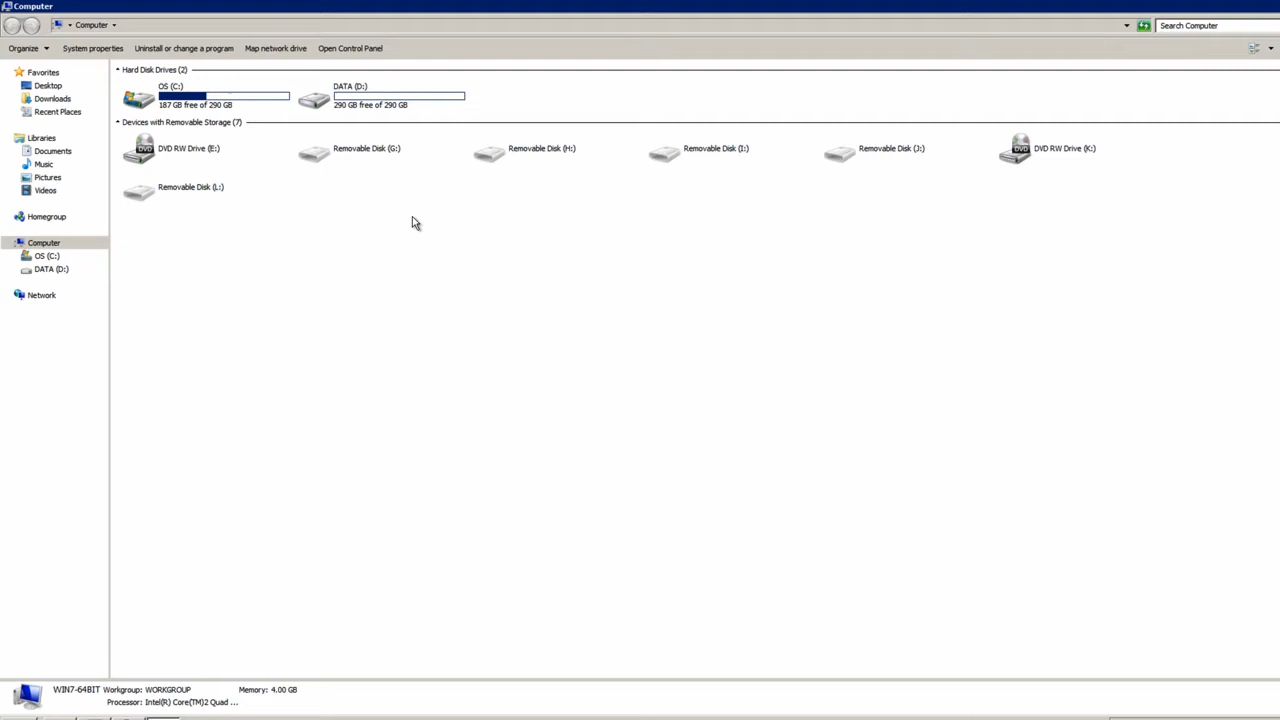 Computer
Computer
Search Computer
Organize System properties Uninstall or change a program Map network drive Open Control Panel
Favorites
Desktop
Downloads
Recent Places
Libraries
Documents
Music
Pictures
Videos
Homegroup
Computer
OS (C:)
DATA (D:)
Network
Hard Disk Drives (2)
OS (C:)
187 GB free of 290 GB
DATA (D:)
290 GB free of 290 GB
Devices with Removable Storage (7)
DVD DVD RW Drive (E:)
Removable Disk (G:)
Removable Disk (H:)
Removable Disk (I:)
Removable Disk (J:)
DVD DVD RW Drive (K:)
Removable Disk (L:)
WIN7-64BIT Workgroup: WORKGROUP Memory: 4.00 GB
Processor: Intel(R) Core(TM)2 Quad ...